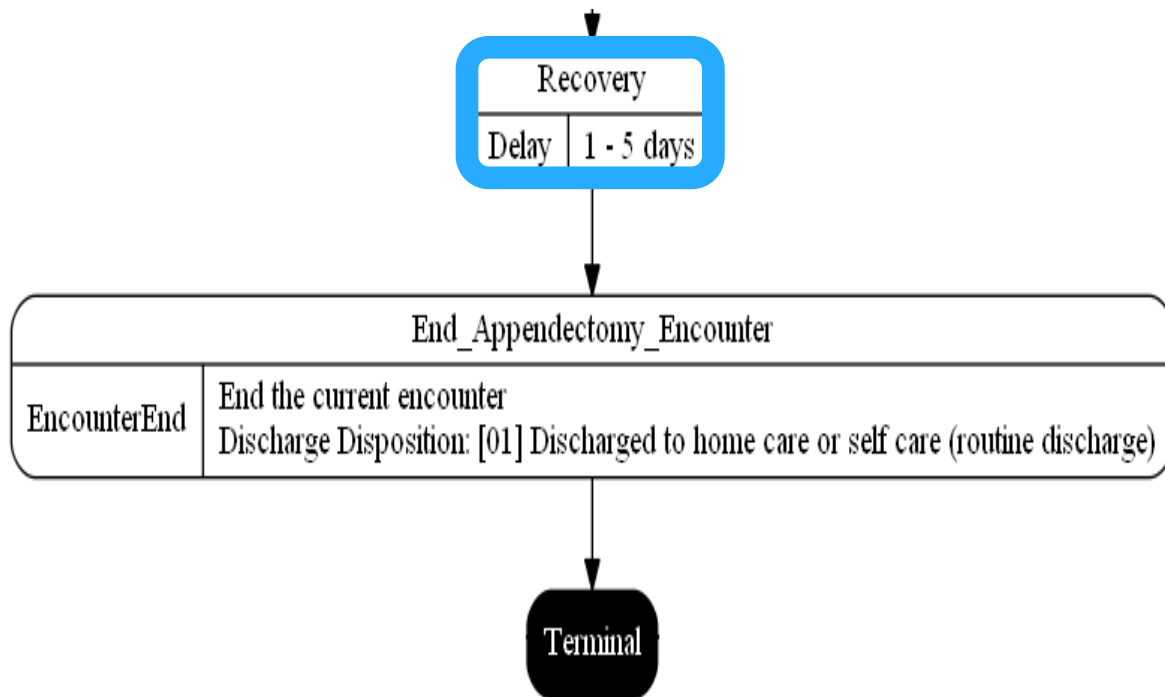 Recovery
Delay 1 - 5 days
End_Appendectomy_Encounter
EncounterEnd
End the current encounter
Discharge Disposition: [01] Discharged to home care or self care (routine discharge)
Terminal